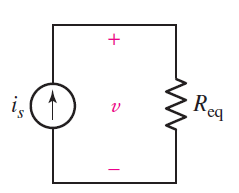 +
i_s v R_eq
−